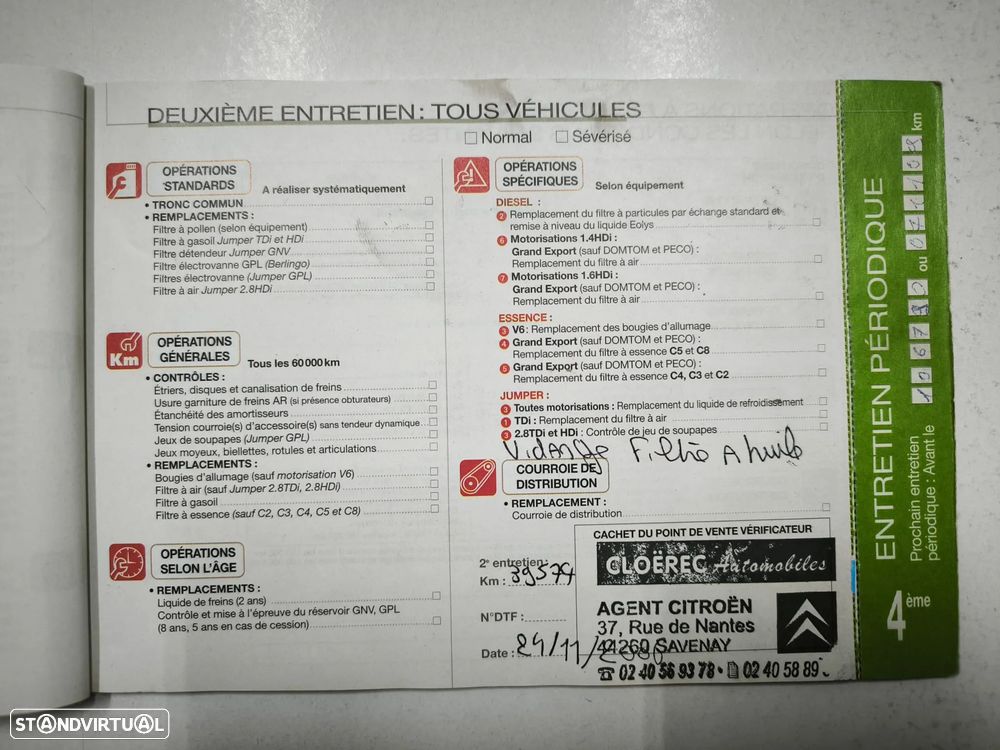 DEUXIÈME ENTRETIEN : TOUS VÉHICULES
Normal Sévérisé
OPÉRATIONS STANDARDS A réaliser systématiquement
• TRONC COMMUN
• REMPLACEMENTS :
Filtre à pollen (selon équipement)
Filtre à gasoil Jumper TDi et HDi
Filtre détendeur Jumper GNV
Filtre électrovanne GPL (Berlingo)
Filtres électrovanne (Jumper GPL)
Filtre à air Jumper 2.8HDi
Km
OPÉRATIONS GÉNÉRALES Tous les 60 000 km
• CONTRÔLES :
Étriers, disques et canalisation de freins
Usure garniture de freins AR (si présence obturateurs)
Étanchéité des amortisseurs
Tension courroie(s) d'accessoire(s) sans tendeur dynamique
Jeux de soupapes (Jumper GPL)
Jeux moyeux, biellettes, rotules et articulations
• REMPLACEMENTS :
Bougies d'allumage (sauf motorisation V6)
Filtre à air (sauf Jumper 2.8TDi, 2.8HDi)
Filtre à gasoil
Filtre à essence (sauf C2, C3, C4, C5 et C8)
OPÉRATIONS SELON L'ÂGE
• REMPLACEMENTS :
Liquide de freins (2 ans)
Contrôle et mise à l'épreuve du réservoir GNV, GPL
(8 ans, 5 ans en cas de cession)
OPÉRATIONS SPÉCIFIQUES Selon équipement
DIESEL :
2 Remplacement du filtre à particules par échange standard et
remise à niveau du liquide Eolys
6 Motorisations 1.4HDi :
Grand Export (sauf DOMTOM et PECO) :
Remplacement du filtre à air
7 Motorisations 1.6HDi :
Grand Export (sauf DOMTOM et PECO) :
Remplacement du filtre à air
ESSENCE :
3 V6 : Remplacement des bougies d'allumage
4 Grand Export (sauf DOMTOM et PECO) :
Remplacement du filtre à essence C5 et C8
5 Grand Export (sauf DOMTOM et PECO) :
Remplacement du filtre à essence C4, C3 et C2
JUMPER :
3 Toutes motorisations : Remplacement du liquide de refroidissement
1 TDi : Remplacement du filtre à air
3 2.8TDi et HDi : Contrôle de jeu de soupapes
Vidange Filtre A huile
COURROIE DE DISTRIBUTION
• REMPLACEMENT :
Courroie de distribution
2e entretien:
Km : 39574
N°DTF :
Date : 24/11/
CACHET DU POINT DE VENTE VÉRIFICATEUR
CLOËREC Automobiles
AGENT CITROËN
37, Rue de Nantes
44260 SAVENAY
02 40 56 93 78 • 02 40 58 89
ENTRETIEN PÉRIODIQUE
Prochain entretien
périodique : Avant le
ou
km
4ème
STANDVIRTUAL